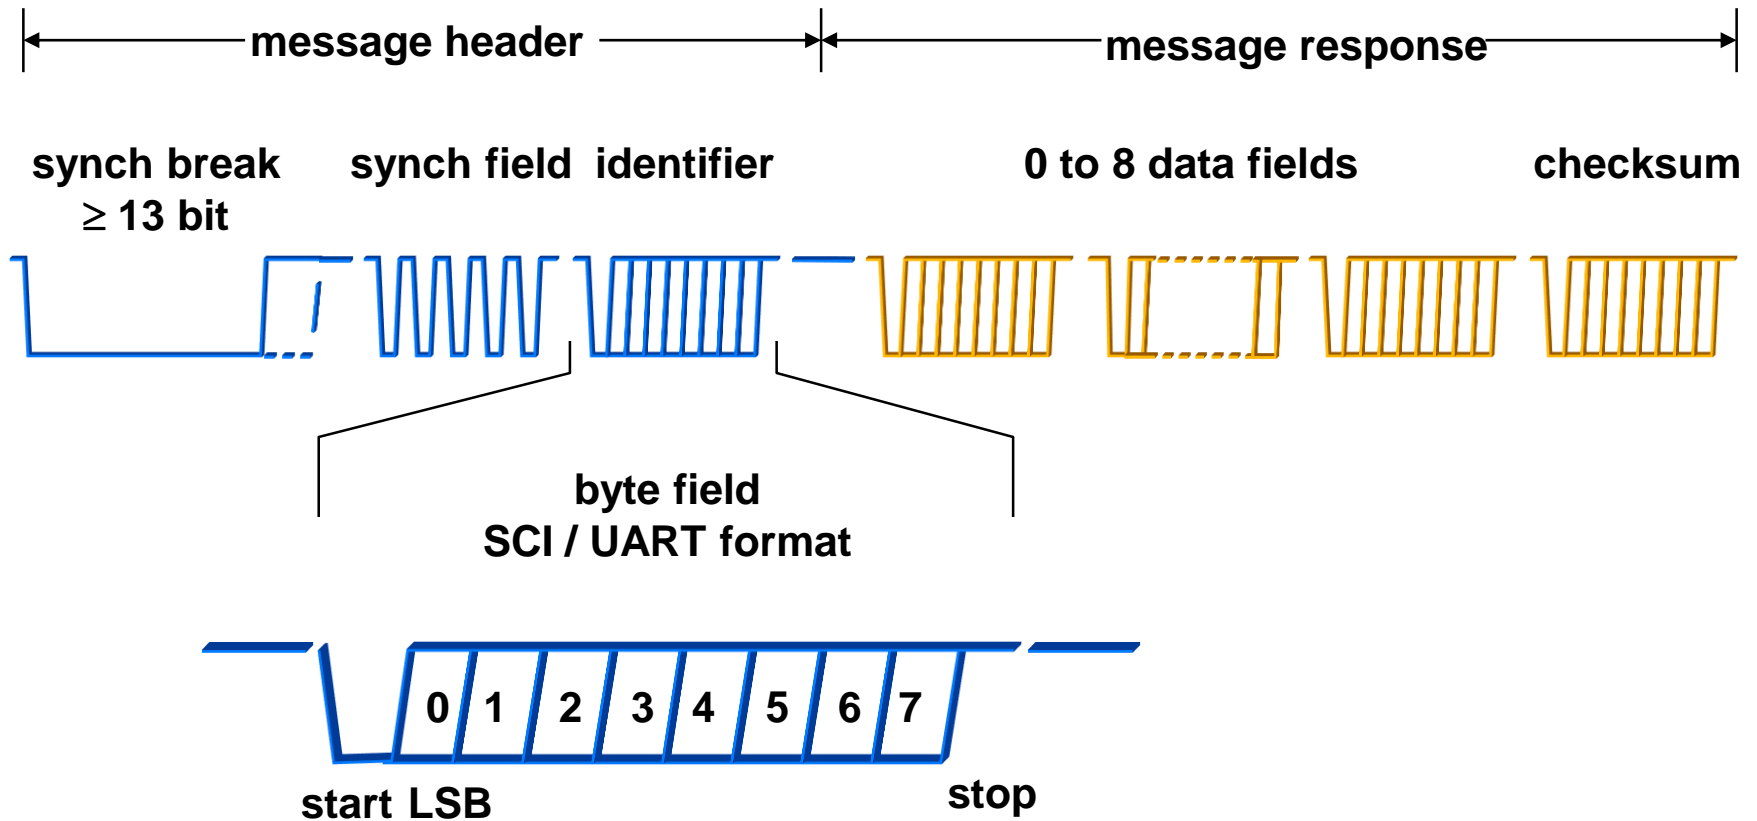 message header
message response
synch break
≥ 13 bit
synch field
identifier
0 to 8 data fields
checksum
byte field
SCI / UART format
0 1 2 3 4 5 6 7
start LSB
stop